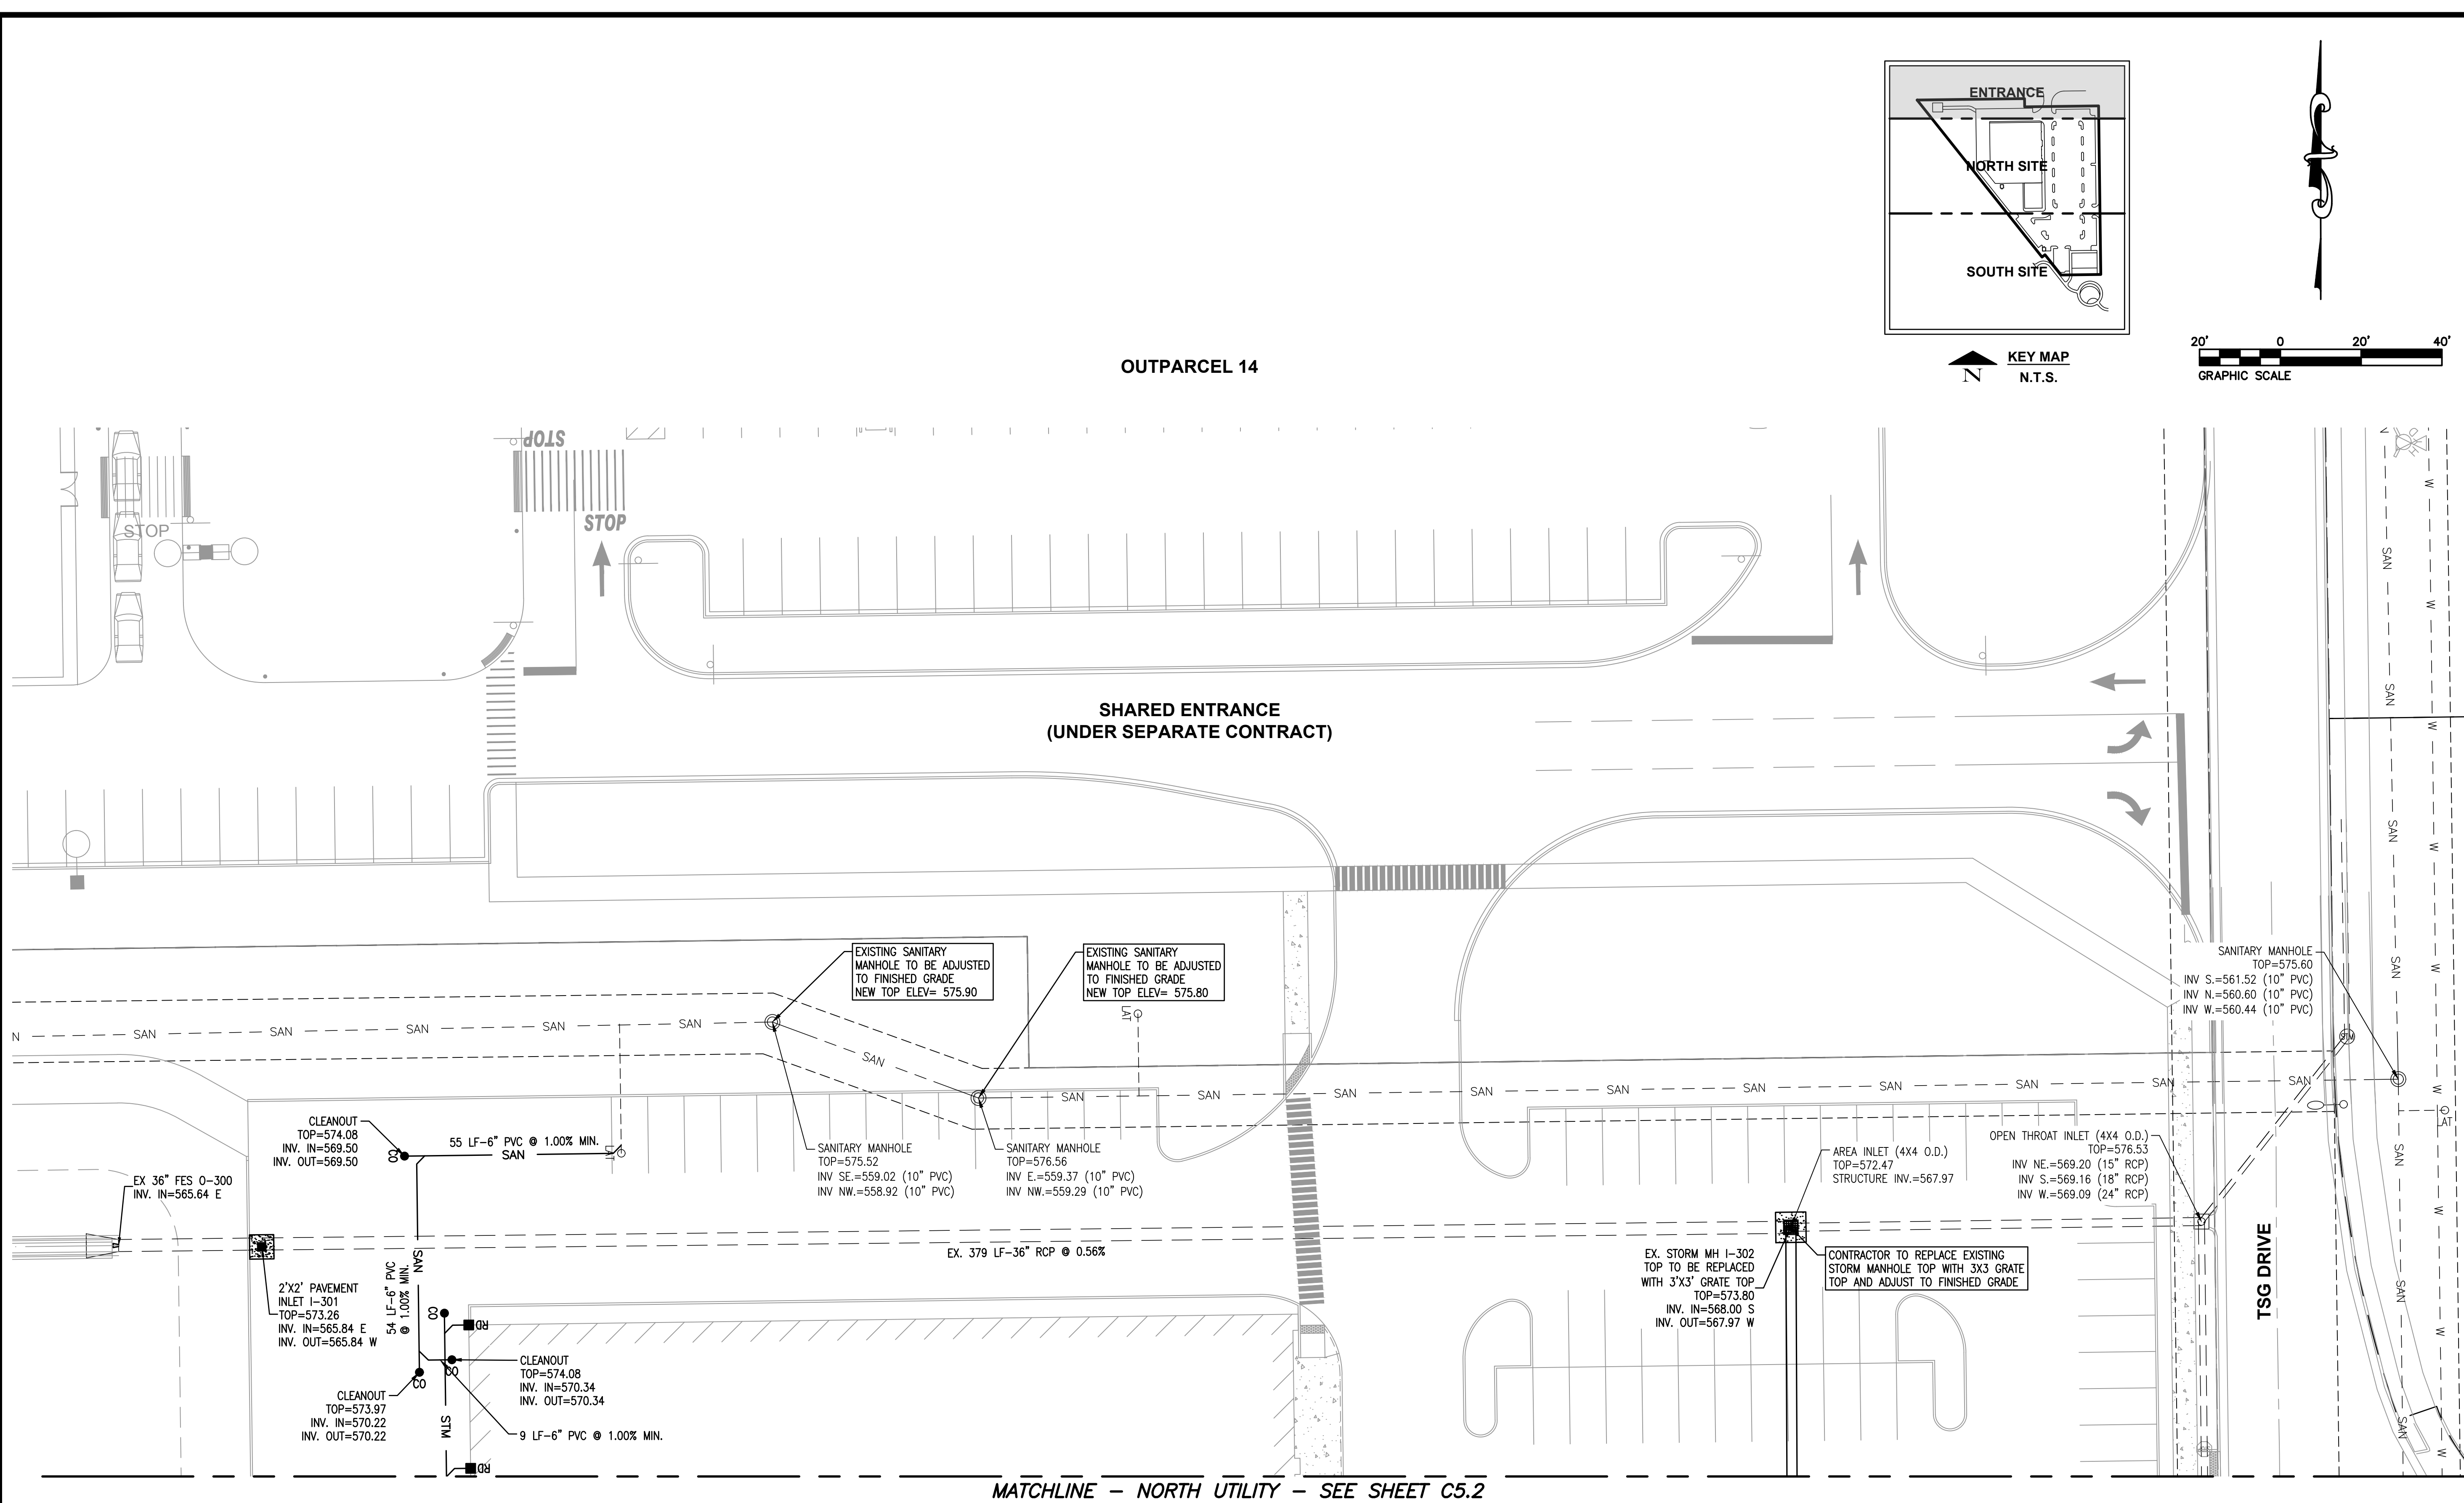 ENTRANCE
NORTH SITE
SOUTH SITE
KEY MAP
N
N.T.S.
20' 0 20' 40'
GRAPHIC SCALE
OUTPARCEL 14
STOP
STOP
STOP
SHARED ENTRANCE
(UNDER SEPARATE CONTRACT)
SAN
SAN
SAN
SAN
SAN
SAN
SAN
W
W
W
W
W
W
W
W
W
W
W
W
W
EXISTING SANITARY
MANHOLE TO BE ADJUSTED
TO FINISHED GRADE
NEW TOP ELEV= 575.90
EXISTING SANITARY
MANHOLE TO BE ADJUSTED
TO FINISHED GRADE
NEW TOP ELEV= 575.80
LAT
SANITARY MANHOLE
TOP=575.60
INV S.=561.52 (10" PVC)
INV N.=560.60 (10" PVC)
INV W.=560.44 (10" PVC)
STM
N SAN SAN SAN SAN SAN SAN
SAN
SAN SAN SAN SAN SAN SAN SAN SAN SAN SAN
LAT
CLEANOUT
TOP=574.08
INV. IN=569.50
INV. OUT=569.50
CO
55 LF-6" PVC @ 1.00% MIN.
SAN
LAT
SANITARY MANHOLE
TOP=575.52
INV SE.=559.02 (10" PVC)
INV NW.=558.92 (10" PVC)
SANITARY MANHOLE
TOP=576.56
INV E.=559.37 (10" PVC)
INV NW.=559.29 (10" PVC)
AREA INLET (4X4 O.D.)
TOP=572.47
STRUCTURE INV.=567.97
OPEN THROAT INLET (4X4 O.D.)
TOP=576.53
INV NE.=569.20 (15" RCP)
INV S.=569.16 (18" RCP)
INV W.=569.09 (24" RCP)
EX 36" FES O-300
INV. IN=565.64 E
EX. 379 LF-36" RCP @ 0.56%
2'X2' PAVEMENT
INLET I-301
TOP=573.26
INV. IN=565.84 E
INV. OUT=565.84 W
54 LF-6" PVC
@ 1.00% MIN.
SAN
CO
RD
EX. STORM MH I-302
TOP TO BE REPLACED
WITH 3'X3' GRATE TOP
TOP=573.80
INV. IN=568.00 S
INV. OUT=567.97 W
CONTRACTOR TO REPLACE EXISTING
STORM MANHOLE TOP WITH 3X3 GRATE
TOP AND ADJUST TO FINISHED GRADE
TSG DRIVE
CLEANOUT
TOP=574.08
INV. IN=570.34
INV. OUT=570.34
CO
CO
CLEANOUT
TOP=573.97
INV. IN=570.22
INV. OUT=570.22
STM
9 LF-6" PVC @ 1.00% MIN.
RD
MATCHLINE - NORTH UTILITY - SEE SHEET C5.2